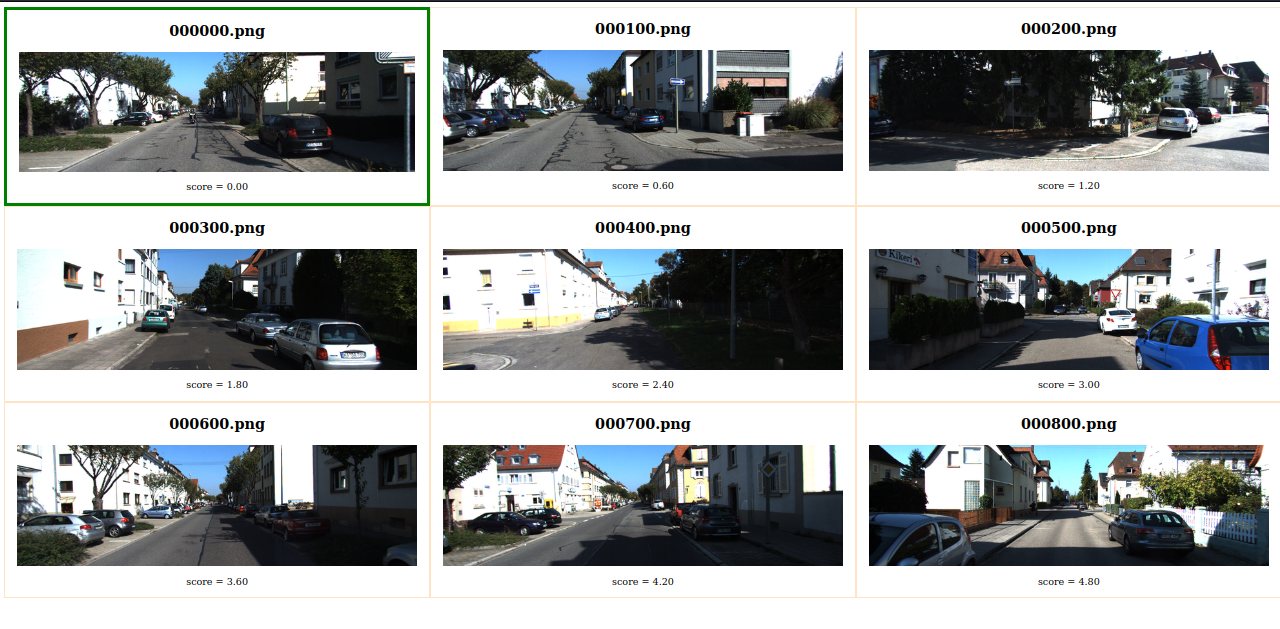 000000.png
000100.png
000200.png
score = 0.00
score = 0.60
score = 1.20
000300.png
000400.png
000500.png
Kikeri
score = 1.80
score = 2.40
score = 3.00
000600.png
000700.png
000800.png
score = 3.60
score = 4.20
score = 4.80